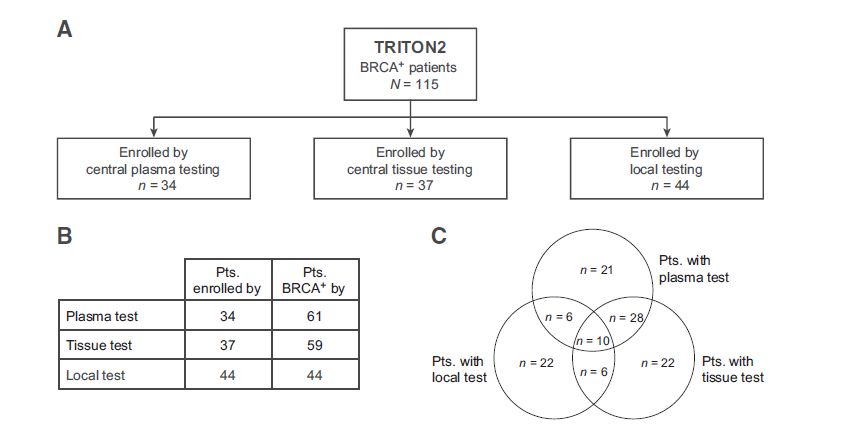 A
TRITON2
BRCA+ patients
N = 115
Enrolled by
central plasma testing
n = 34
Enrolled by
central tissue testing
n = 37
Enrolled by
local testing
n = 44
B
Pts.
enrolled by
Pts.
BRCA+ by
Plasma test 34 61
Tissue test 37 59
Local test 44 44
C
n = 21
Pts. with
plasma test
n = 6
n = 28
n = 10
Pts. with
local test
n = 22
n = 6
n = 22
Pts. with
tissue test